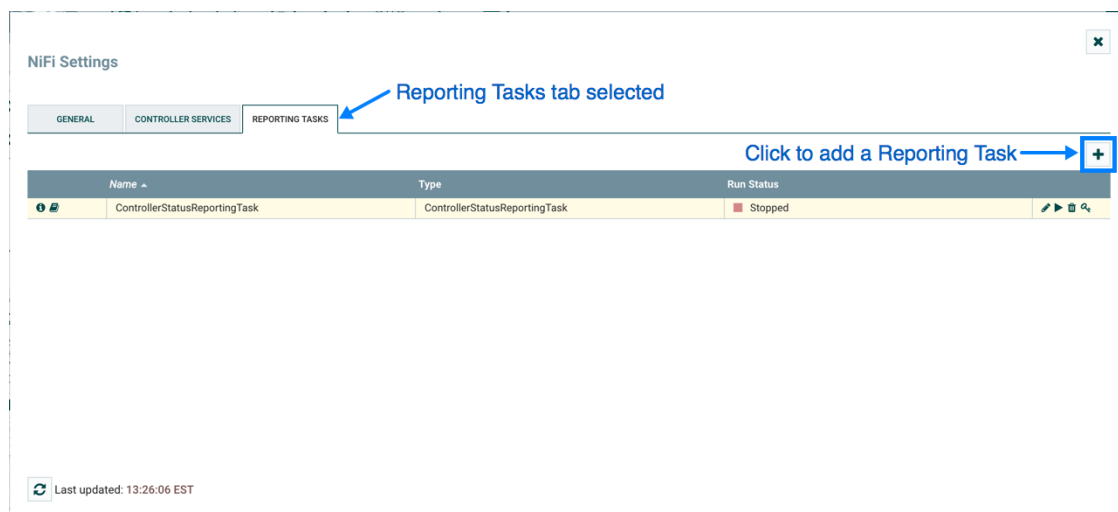 NiFi Settings
Reporting Tasks tab selected
GENERAL CONTROLLER SERVICES REPORTING TASKS
Click to add a Reporting Task
Name Type Run Status
ControllerStatusReportingTask ControllerStatusReportingTask Stopped
Last updated: 13:26:06 EST